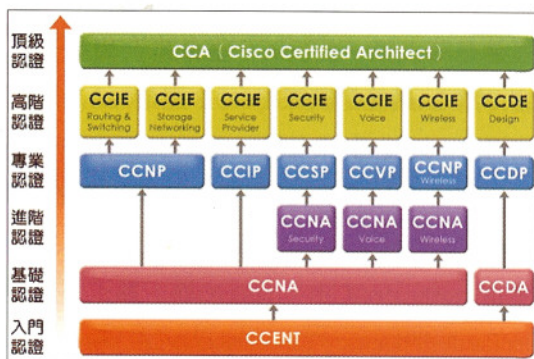 頂級
認證
CCA ( Cisco Certified Architect )
高階
認證
CCIE
Routing &
Switching
CCIE
Storage
Networking
CCIE
Service
Provider
CCIE
Security
CCIE
Voice
CCIE
Wireless
CCDE
Design
專業
認證
CCNP
CCIP
CCSP
CCVP
CCNP
Wireless
CCDP
進階
認證
CCNA
Security
CCNA
Voice
CCNA
Wireless
基礎
認證
CCNA
CCDA
入門
認證
CCENT